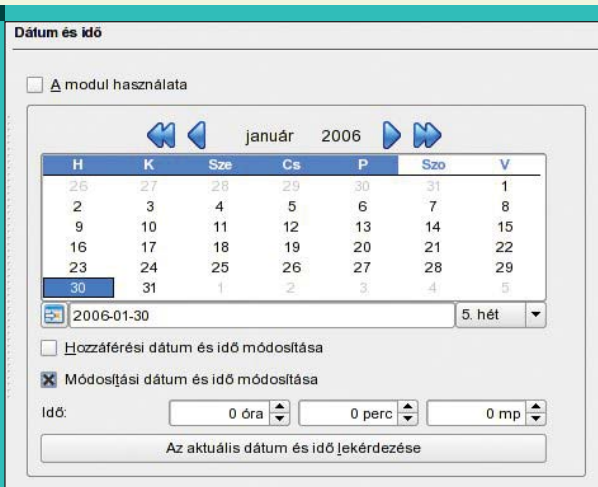 Dátum és idő
A modul használata
január 2006
H K Sze Cs P Szo V
26 27 28 29 30 31 1
2 3 4 5 6 7 8
9 10 11 12 13 14 15
16 17 18 19 20 21 22
23 24 25 26 27 28 29
30 31 1 2 3 4 5
2006-01-30 5. hét
Hozzáférési dátum és idő módosítása
Módosítási dátum és idő módosítása
Idő: 0 óra 0 perc 0 mp
Az aktuális dátum és idő lekérdezése